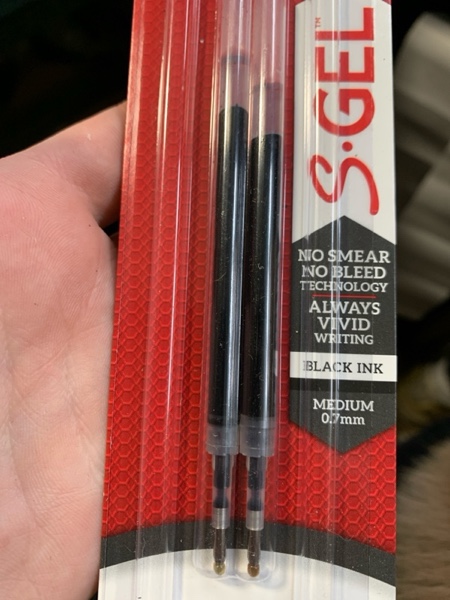 S·GEL™
NO SMEAR
NO BLEED
TECHNOLOGY
ALWAYS
VIVID
WRITING
BLACK INK
MEDIUM
0.7mm